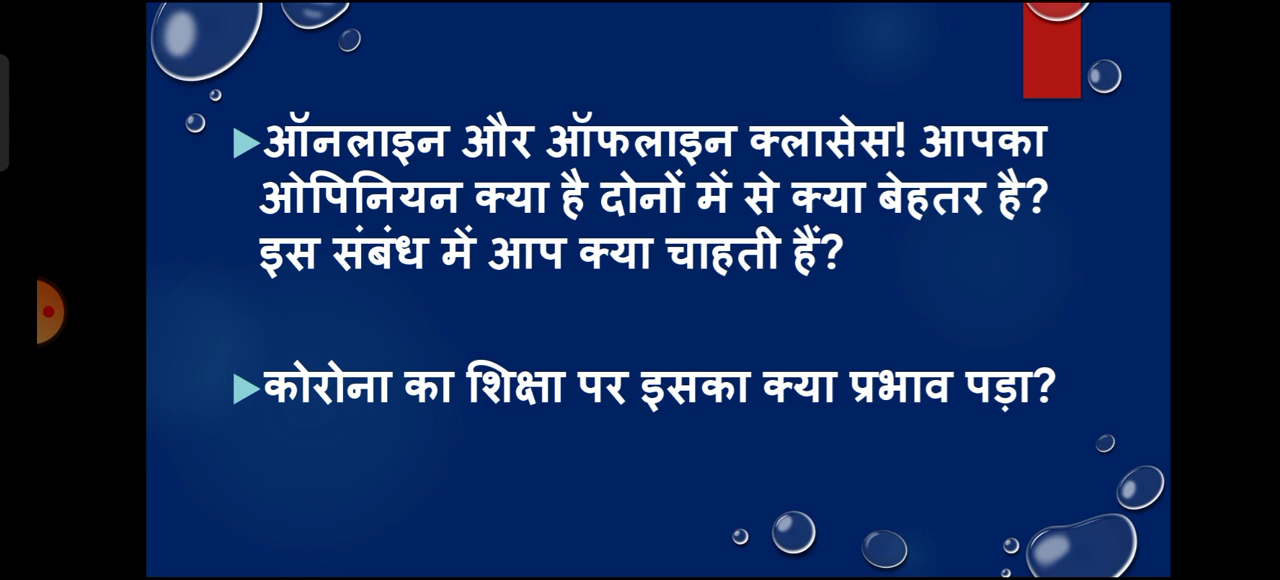 ऑनलाइन और ऑफलाइन क्लासेस! आपका
ओपिनियन क्या है दोनों में से क्या बेहतर है?
इस संबंध में आप क्या चाहती हैं?
कोरोना का शिक्षा पर इसका क्या प्रभाव पड़ा?